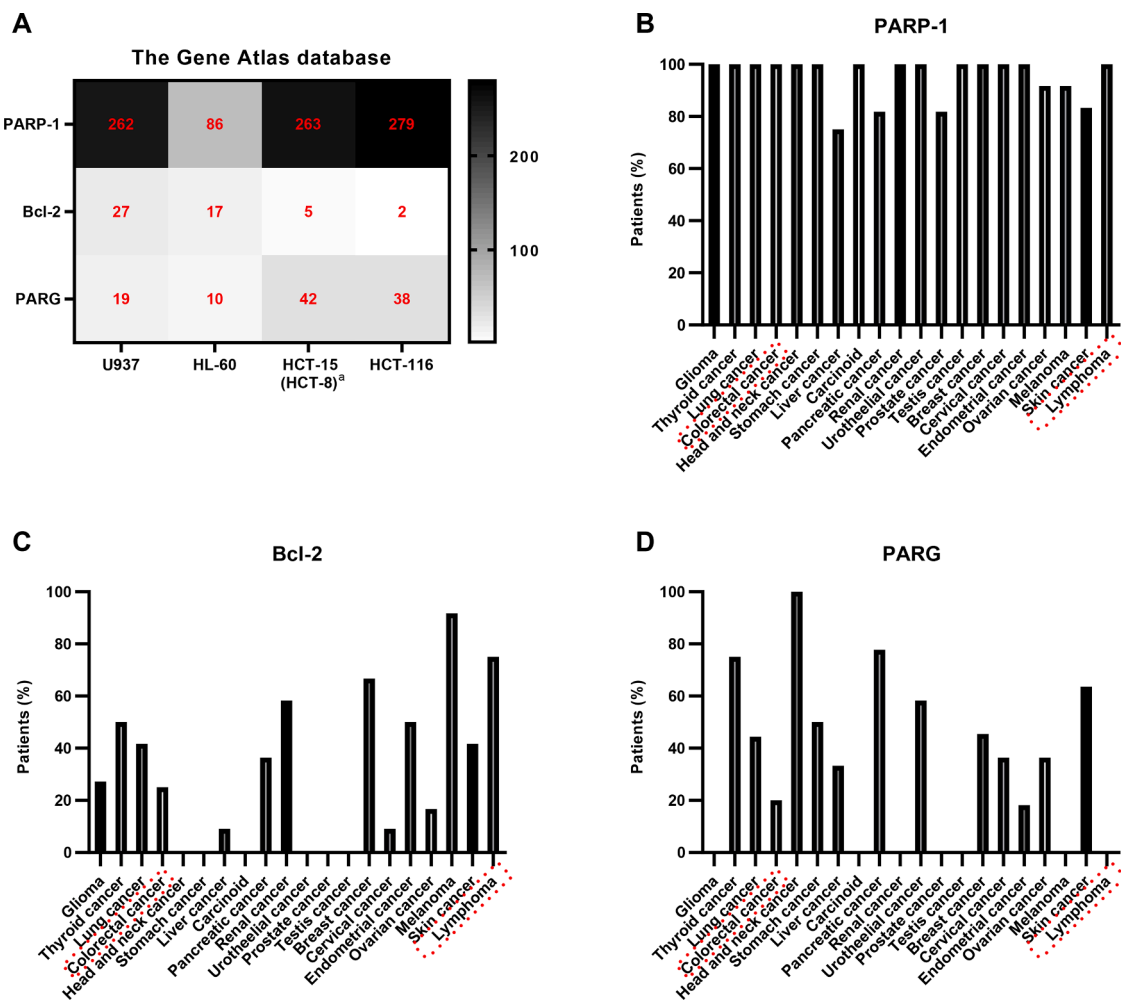 A
The Gene Atlas database
PARP-1
262
86
263
279
Bcl-2
27
17
5
2
PARG
19
10
42
38
U937
HL-60
HCT-15
(HCT-8)a
HCT-116
200
100
B
PARP-1
Patients (%)
100
80
60
40
20
0
Glioma
Thyroid cancer
Lung cancer
Colorectal cancer
Head and neck cancer
Stomach cancer
Liver cancer
Carcinoid
Pancreatic cancer
Renal cancer
Urotheelial cancer
Prostate cancer
Testis cancer
Breast cancer
Cervical cancer
Endometrial cancer
Ovarian cancer
Melanoma
Skin cancer
Lymphoma
C
Bcl-2
Patients (%)
100
80
60
40
20
0
Glioma
Thyroid cancer
Lung cancer
Colorectal cancer
Head and neck cancer
Stomach cancer
Liver cancer
Carcinoid
Pancreatic cancer
Renal cancer
Urotheelial cancer
Prostate cancer
Testis cancer
Breast cancer
Cervical cancer
Endometrial cancer
Ovarian cancer
Melanoma
Skin cancer
Lymphoma
D
PARG
Patients (%)
100
80
60
40
20
0
Glioma
Thyroid cancer
Lung cancer
Colorectal cancer
Head and neck cancer
Stomach cancer
Liver cancer
Carcinoid
Pancreatic cancer
Renal cancer
Urotheelial cancer
Prostate cancer
Testis cancer
Breast cancer
Cervical cancer
Endometrial cancer
Ovarian cancer
Melanoma
Skin cancer
Lymphoma